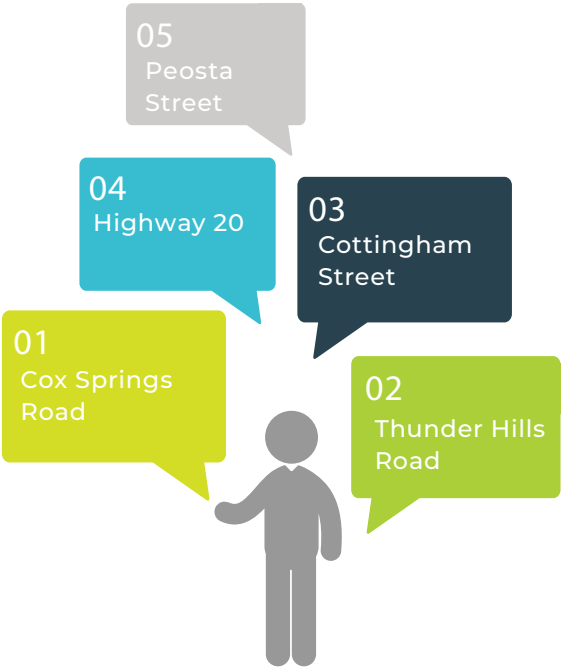 05
Peosta
Street
04
Highway 20
03
Cottingham
Street
01
Cox Springs
Road
02
Thunder Hills
Road